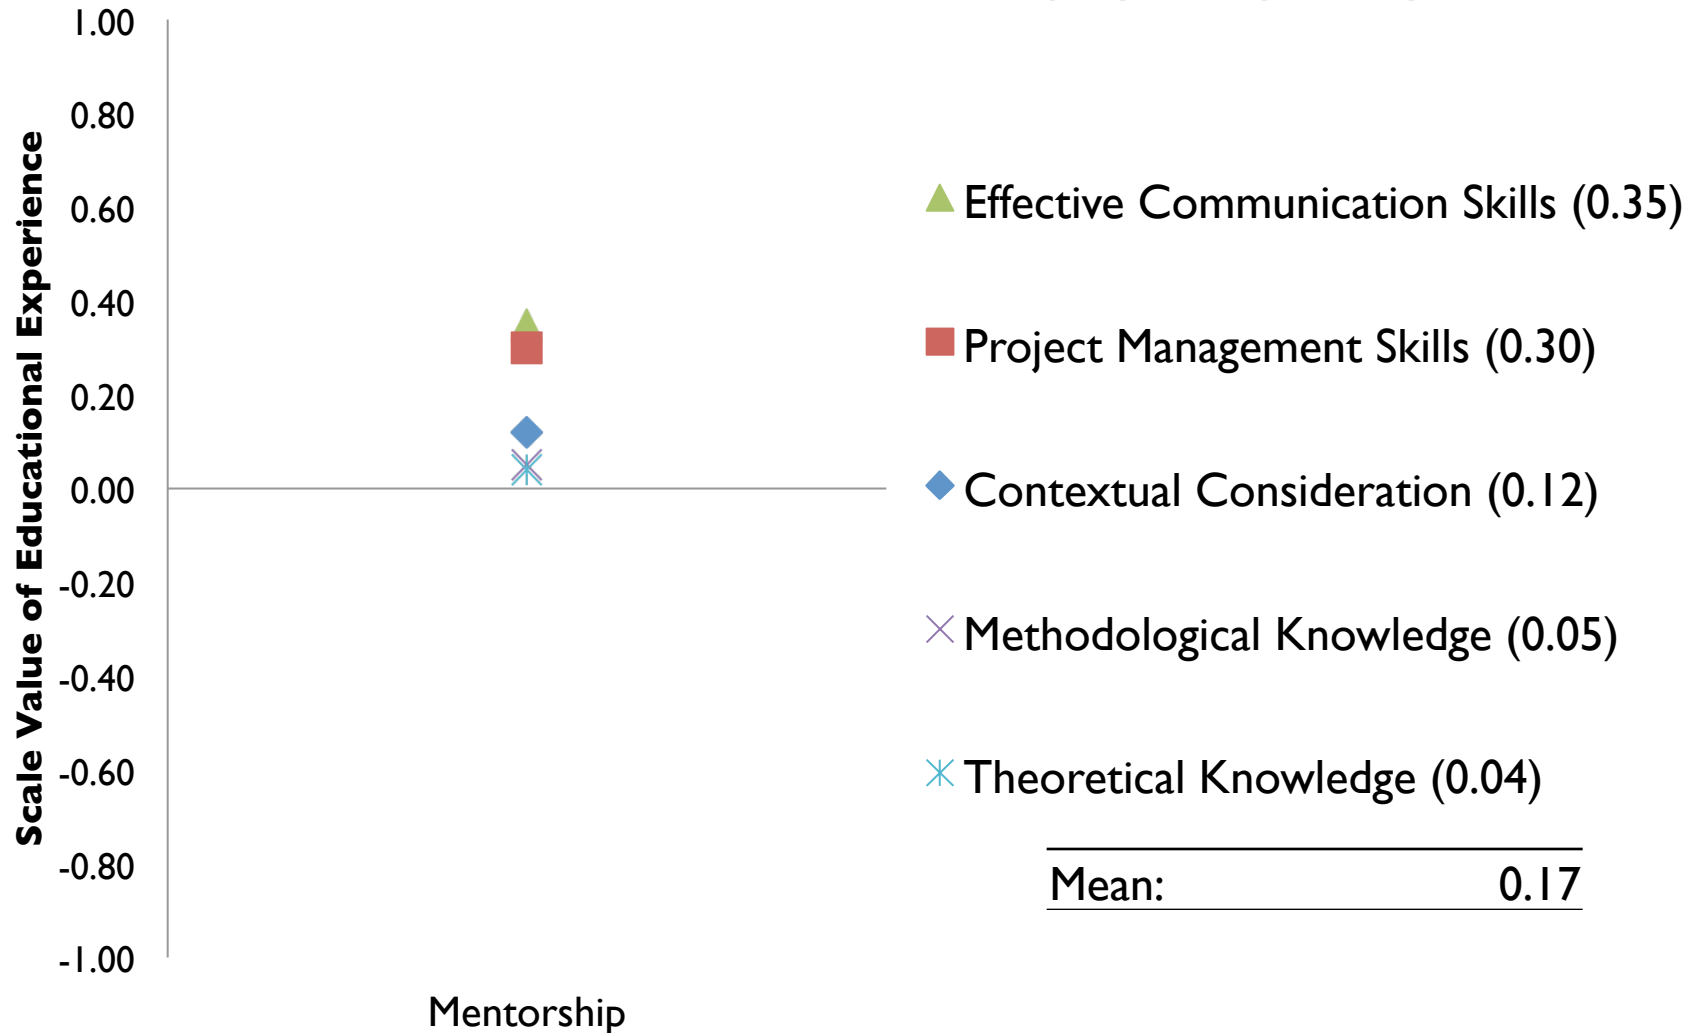 1.00
0.80
0.60
0.40
0.20
0.00
-0.20
-0.40
-0.60
-0.80
-1.00
Scale Value of Educational Experience
Mentorship
Effective Communication Skills (0.35)
Project Management Skills (0.30)
Contextual Consideration (0.12)
Methodological Knowledge (0.05)
Theoretical Knowledge (0.04)
Mean: 0.17